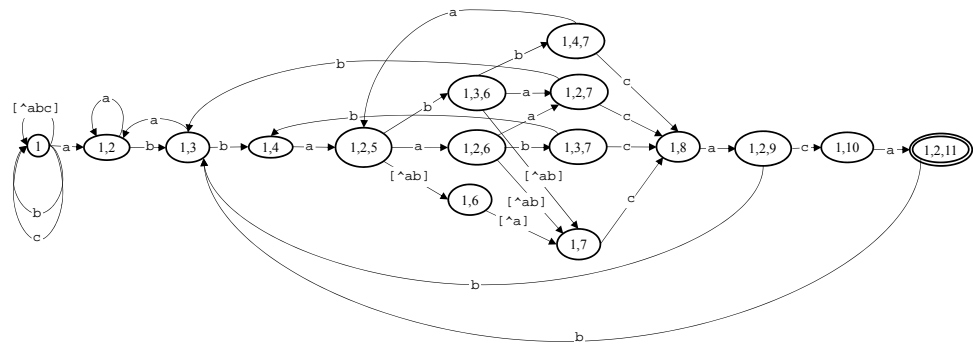 a
1,4,7
b
b
c
[^abc]
a
1,3,6
a
1,2,7
b
a
b
a
c
1
a
1,2
b
1,3
b
1,4
a
1,2,5
a
1,2,6
b
1,3,7
c
1,8
a
1,2,9
c
1,10
a
1,2,11
[^ab]
[^ab]
1,6
[^ab]
c
b
[^a]
c
1,7
b
b